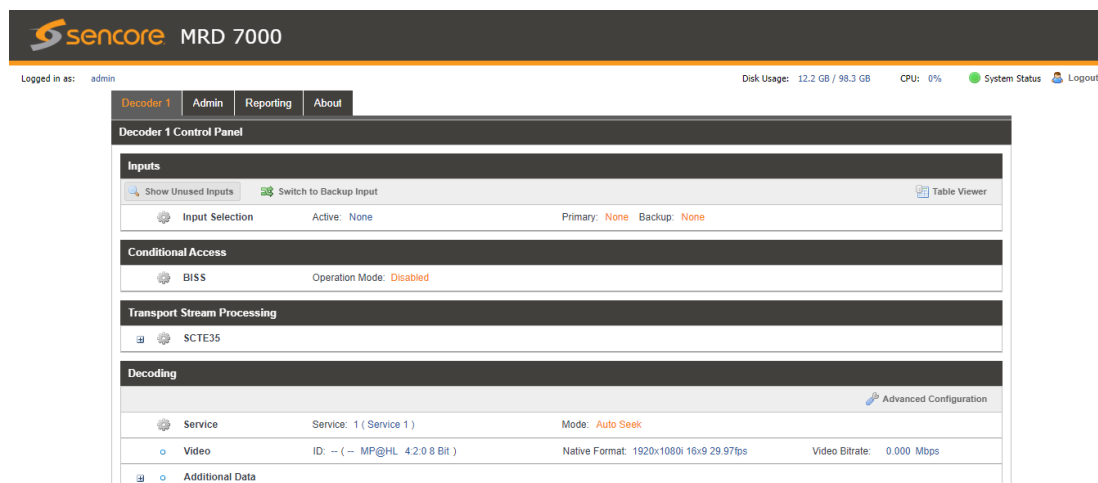 sencore MRD 7000
Logged in as: admin Disk Usage: 12.2 GB / 98.3 GB CPU: 0% System Status Logout
Decoder 1 Admin Reporting About
Decoder 1 Control Panel
Inputs
Show Unused Inputs Switch to Backup Input Table Viewer
Input Selection Active: None Primary: None Backup: None
Conditional Access
BISS Operation Mode: Disabled
Transport Stream Processing
SCTE35
Decoding
Advanced Configuration
Service Service: 1 ( Service 1 ) Mode: Auto Seek
Video ID: -- ( -- MP@HL 4:2:0 8 Bit ) Native Format: 1920x1080i 16x9 29.97fps Video Bitrate: 0.000 Mbps
Additional Data